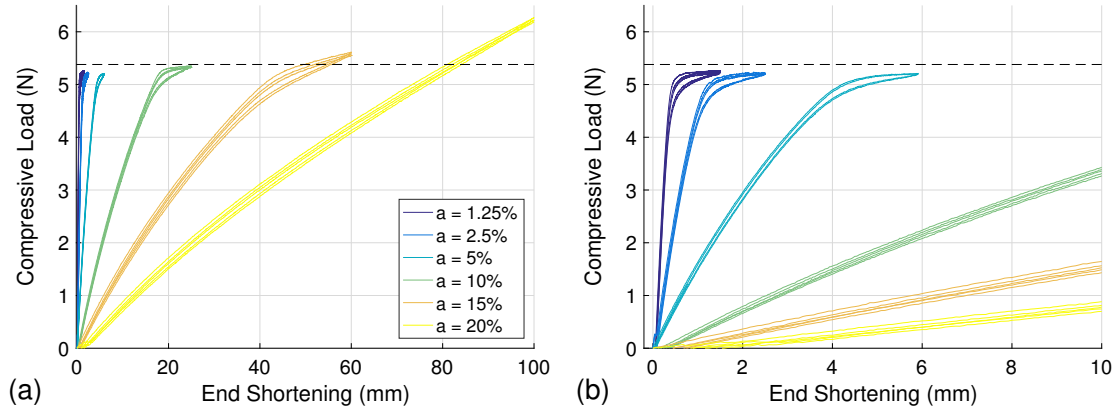 6
5
4
3
2
1
0
Compressive Load (N)
0 20 40 60 80 100
End Shortening (mm)
(a)
a = 1.25%
a = 2.5%
a = 5%
a = 10%
a = 15%
a = 20%
6
5
4
3
2
1
0
Compressive Load (N)
0 2 4 6 8 10
End Shortening (mm)
(b)